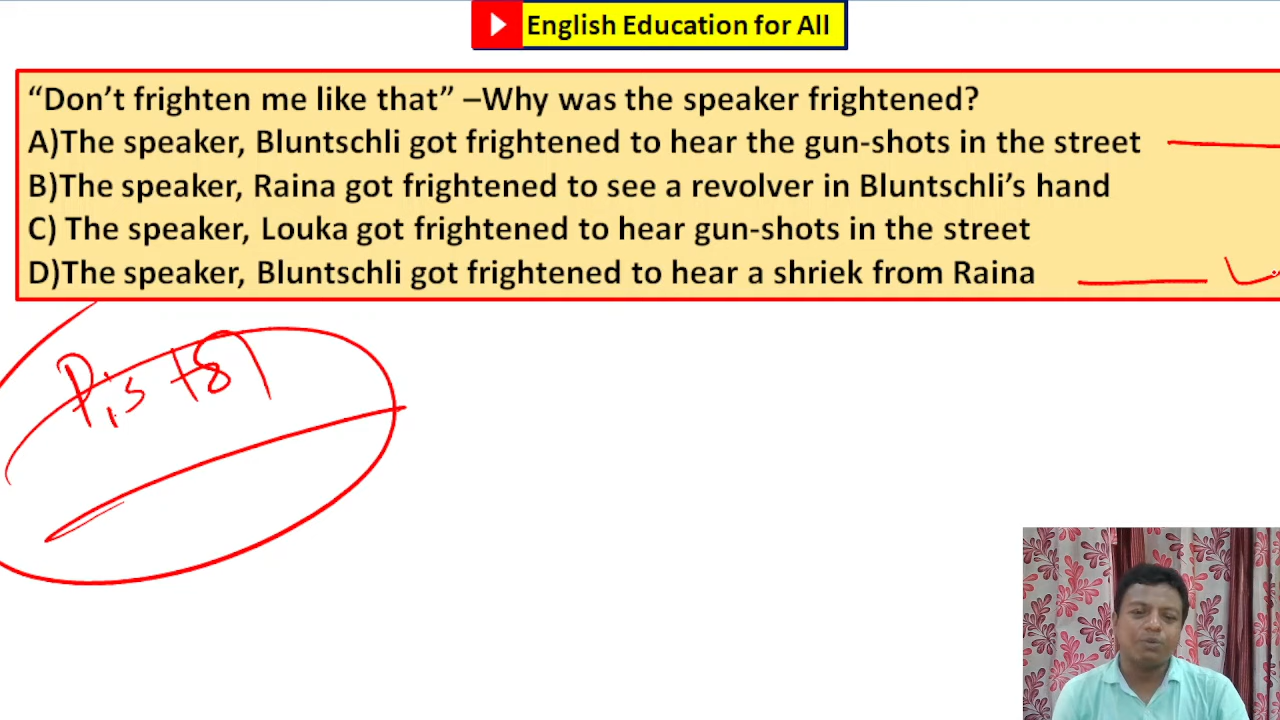 English Education for All
“Don’t frighten me like that” –Why was the speaker frightened?
A)The speaker, Bluntschli got frightened to hear the gun-shots in the street
B)The speaker, Raina got frightened to see a revolver in Bluntschli’s hand
C) The speaker, Louka got frightened to hear gun-shots in the street
D)The speaker, Bluntschli got frightened to hear a shriek from Raina
Pistol